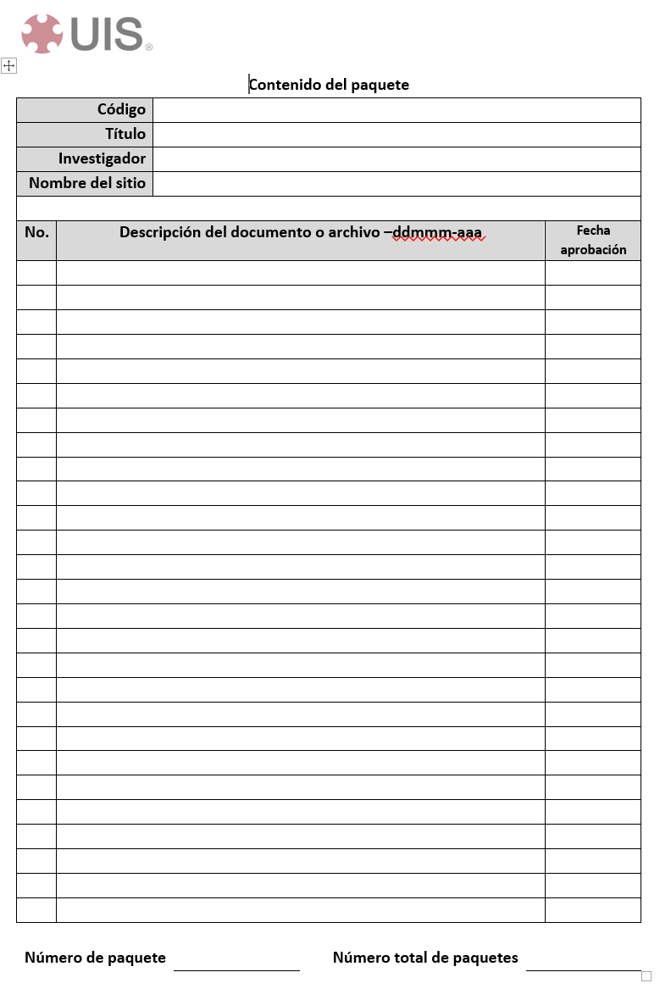 UIS®
Contenido del paquete
Código
Título
Investigador
Nombre del sitio
No. Descripción del documento o archivo –ddmmm-aaa Fecha
aprobación
Número de paquete Número total de paquetes